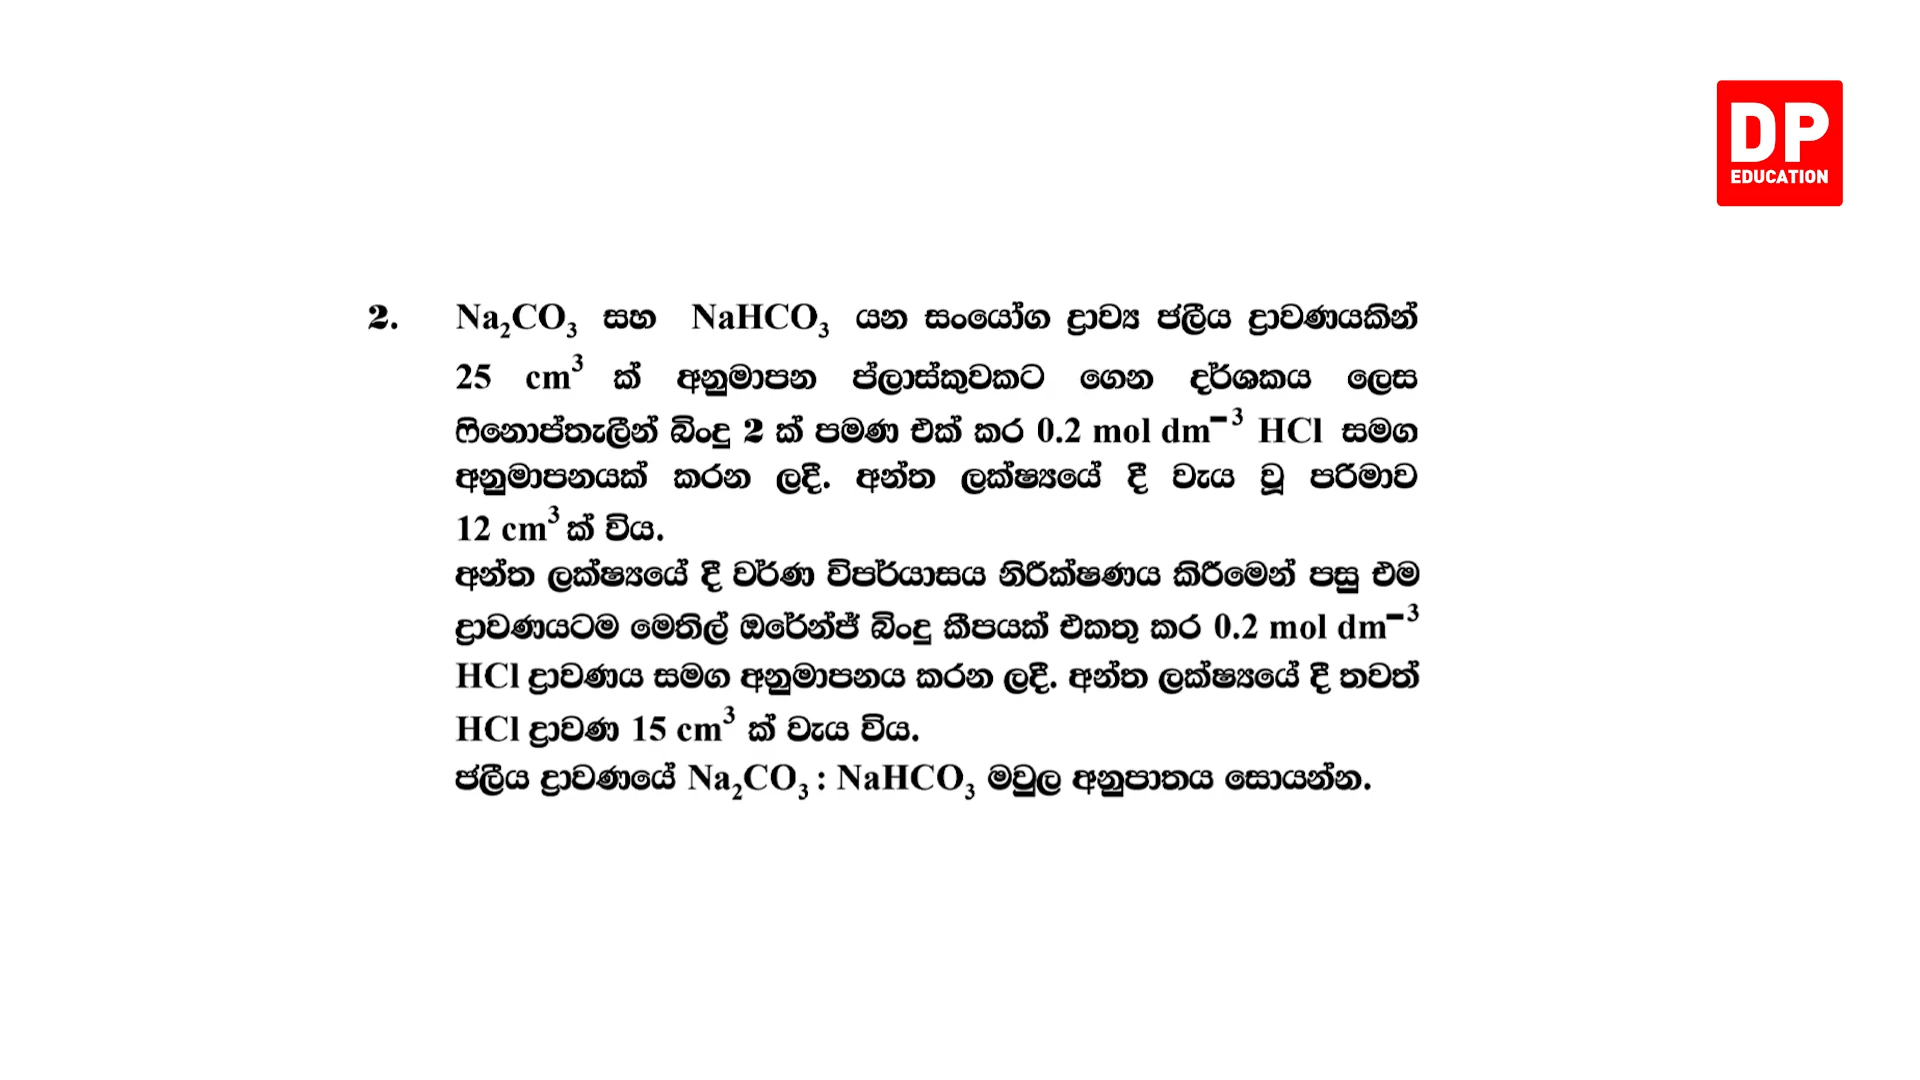 DP
EDUCATION
2. Na₂CO₃ සහ NaHCO₃ යන සංයෝග ද්‍රාව්‍ය ජලීය ද්‍රාවණයකින්
25 cm³ ක් අනුමාපන ප්ලාස්කුවකට ගෙන දර්ශකය ලෙස
ෆිනොප්තැලීන් බිංදු 2 ක් පමණ එක් කර 0.2 mol dm⁻³ HCl සමග
අනුමාපනයක් කරන ලදී. අන්ත ලක්ෂ්‍යයේ දී වැය වූ පරිමාව
12 cm³ ක් විය.
අන්ත ලක්ෂ්‍යයේ දී වර්ණ විපර්යාසය නිරීක්ෂණය කිරීමෙන් පසු එම
ද්‍රාවණයටම මෙතිල් ඔරේන්ජ් බිංදු කීපයක් එකතු කර 0.2 mol dm⁻³
HCl ද්‍රාවණය සමග අනුමාපනය කරන ලදී. අන්ත ලක්ෂ්‍යයේ දී තවත්
HCl ද්‍රාවණ 15 cm³ ක් වැය විය.
ජලීය ද්‍රාවණයේ Na₂CO₃ : NaHCO₃ මවුල අනුපාතය සොයන්න.